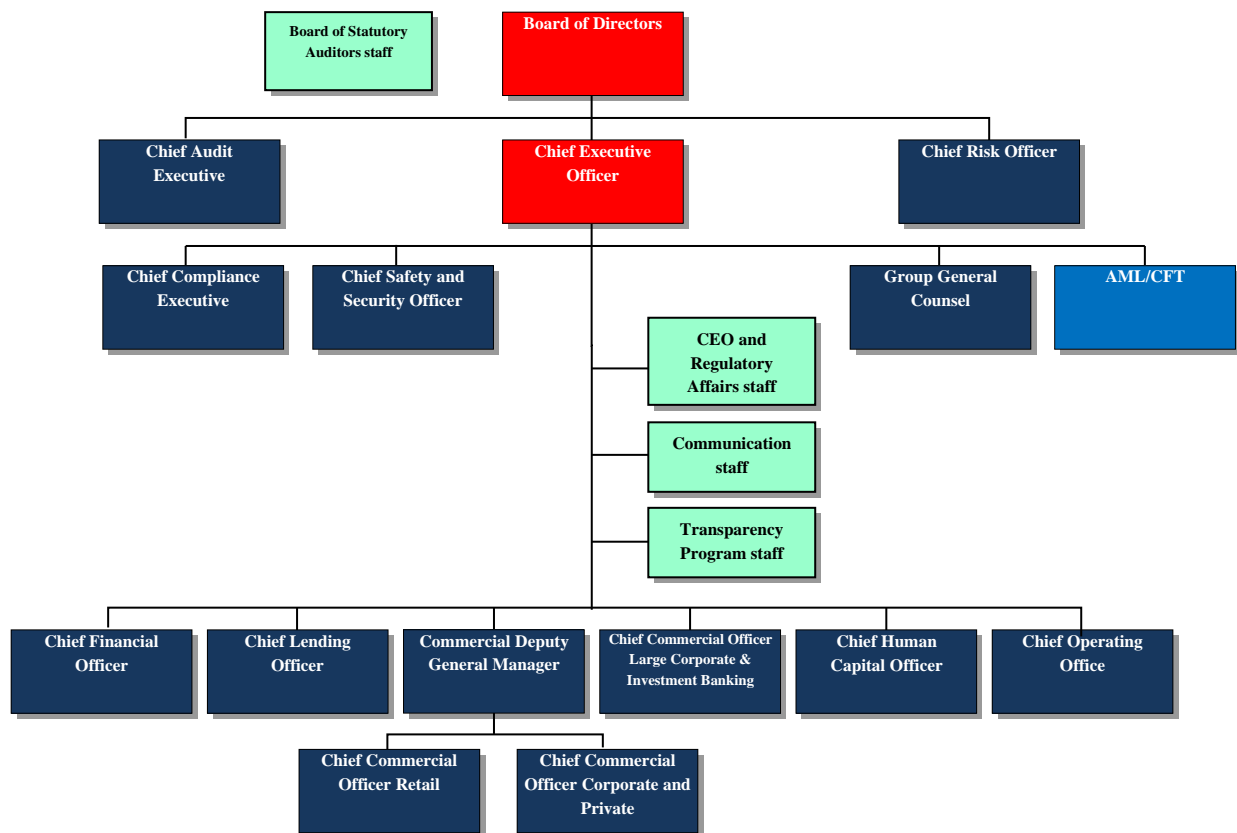 Board of Statutory
Auditors staff
Board of Directors
Chief Audit
Executive
Chief Executive
Officer
Chief Risk Officer
Chief Compliance
Executive
Chief Safety and
Security Officer
Group General
Counsel
AML/CFT
CEO and
Regulatory
Affairs staff
Communication
staff
Transparency
Program staff
Chief Financial
Officer
Chief Lending
Officer
Commercial Deputy
General Manager
Chief Commercial Officer
Large Corporate &
Investment Banking
Chief Human
Capital Officer
Chief Operating
Office
Chief Commercial
Officer Retail
Chief Commercial
Officer Corporate and
Private